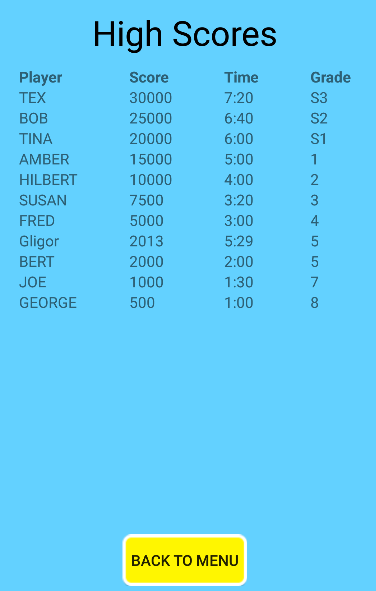 High Scores
Player Score Time Grade
TEX 30000 7:20 S3
BOB 25000 6:40 S2
TINA 20000 6:00 S1
AMBER 15000 5:00 1
HILBERT 10000 4:00 2
SUSAN 7500 3:20 3
FRED 5000 3:00 4
Gligor 2013 5:29 5
BERT 2000 2:00 5
JOE 1000 1:30 7
GEORGE 500 1:00 8
BACK TO MENU